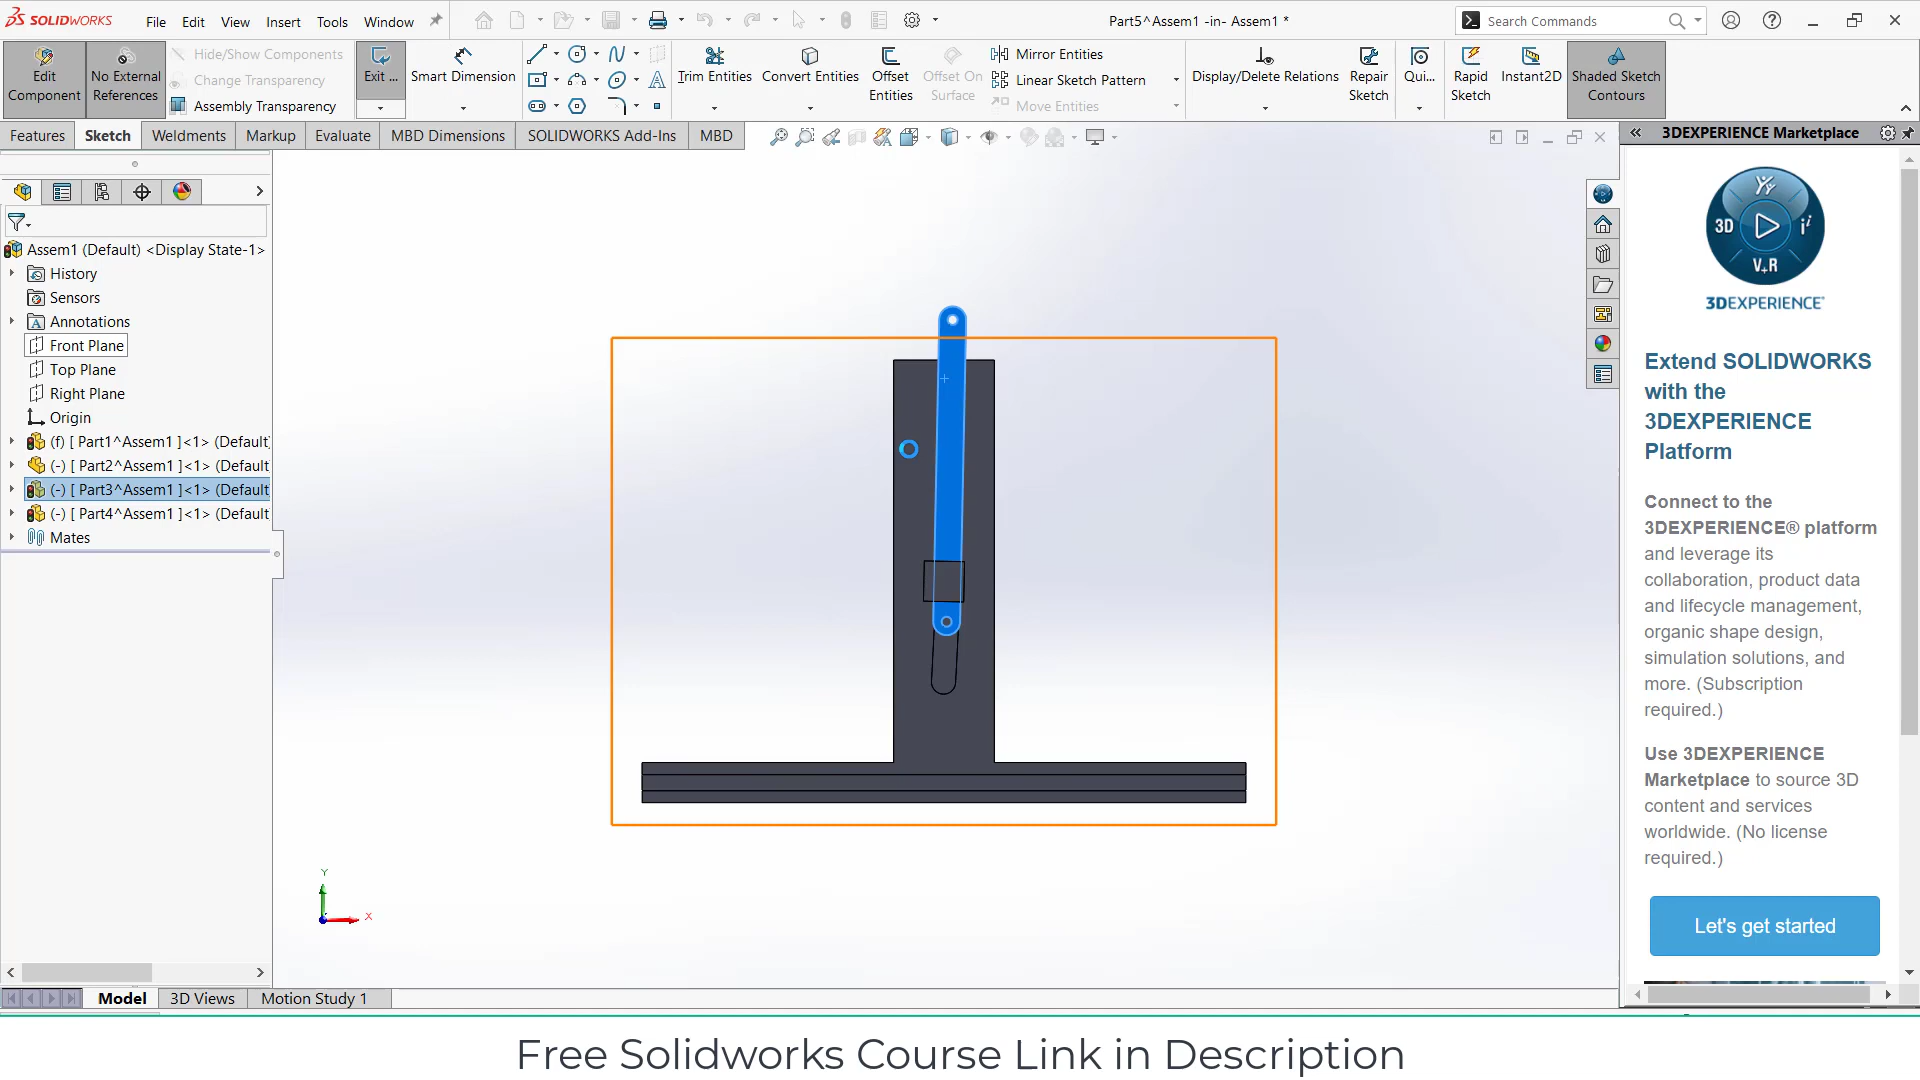 SOLIDWORKS File Edit View Insert Tools Window Part5^Assem1 -in- Assem1 * Search Commands
Edit Component
No External References
Hide/Show Components
Change Transparency
Assembly Transparency
Exit ...
Smart Dimension
Trim Entities
Convert Entities
Offset Entities
Offset On Surface
Mirror Entities
Linear Sketch Pattern
Move Entities
Display/Delete Relations
Repair Sketch
Qui...
Rapid Sketch
Instant2D
Shaded Sketch Contours
Features Sketch Weldments Markup Evaluate MBD Dimensions SOLIDWORKS Add-Ins MBD
Assem1 (Default) <Display State-1>
History
Sensors
Annotations
Front Plane
Top Plane
Right Plane
Origin
(f) [ Part1^Assem1 ]<1> (Default
(-) [ Part2^Assem1 ]<1> (Default
(-) [ Part3^Assem1 ]<1> (Default
(-) [ Part4^Assem1 ]<1> (Default
Mates
Y
X
3DEXPERIENCE Marketplace
3D
i²
V+R
3DEXPERIENCE®
Extend SOLIDWORKS
with the
3DEXPERIENCE
Platform
Connect to the
3DEXPERIENCE® platform
and leverage its
collaboration, product data
and lifecycle management,
organic shape design,
simulation solutions, and
more. (Subscription
required.)
Use 3DEXPERIENCE
Marketplace to source 3D
content and services
worldwide. (No license
required.)
Let's get started
Model 3D Views Motion Study 1
Free Solidworks Course Link in Description